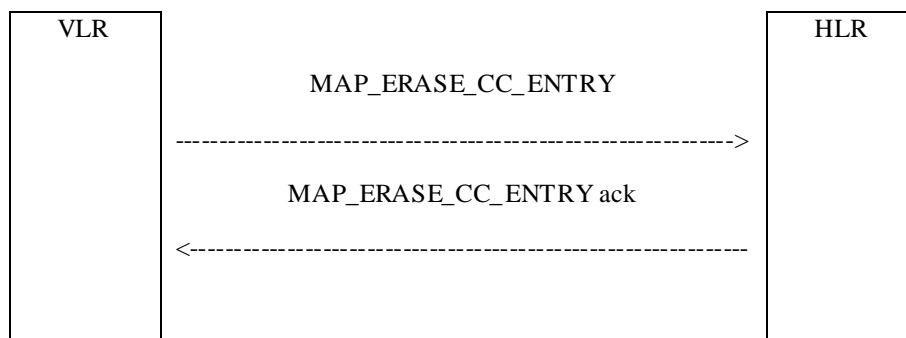 VLR HLR
MAP_ERASE_CC_ENTRY
MAP_ERASE_CC_ENTRY ack